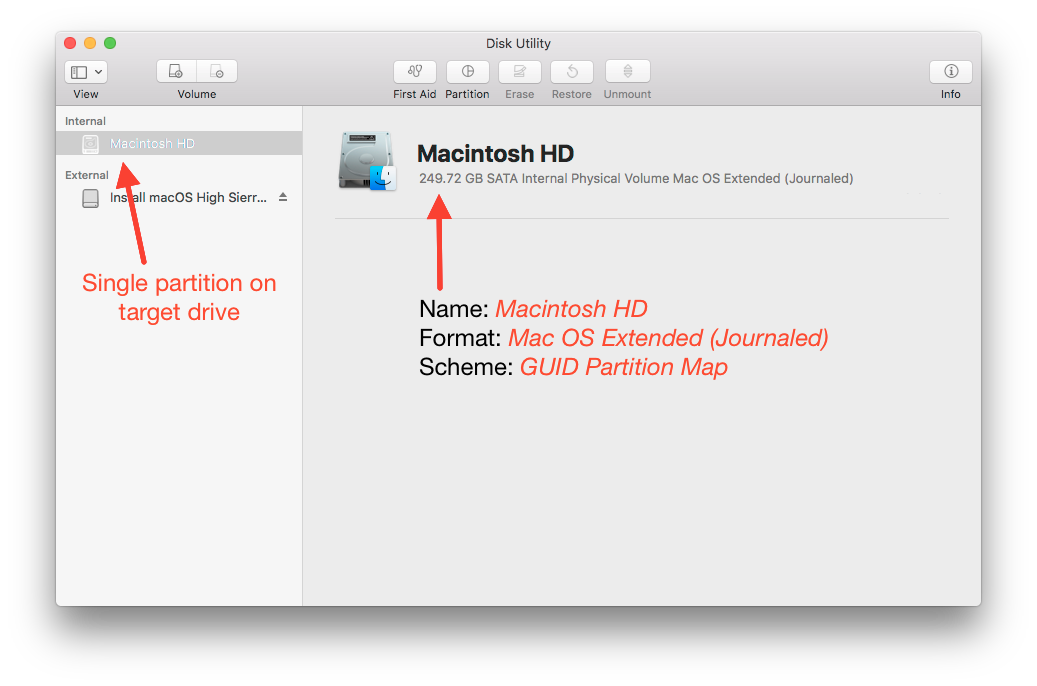 Disk Utility
View
Volume
First Aid
Partition
Erase
Restore
Unmount
Info
Internal
Macintosh HD
External
Install macOS High Sierr...
Single partition on
target drive
Macintosh HD
249.72 GB SATA Internal Physical Volume Mac OS Extended (Journaled)
Name: Macintosh HD
Format: Mac OS Extended (Journaled)
Scheme: GUID Partition Map